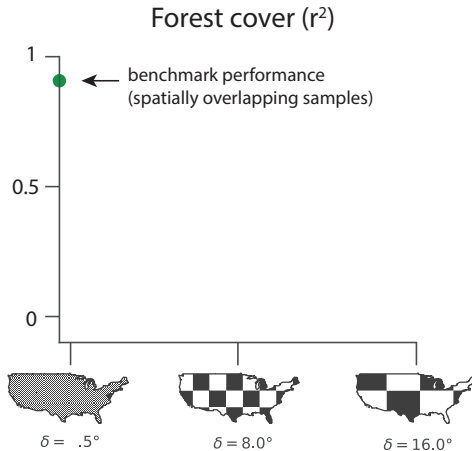 Forest cover (r²)
1
benchmark performance
(spatially overlapping samples)
0.5
0
δ = .5°
δ = 8.0°
δ = 16.0°